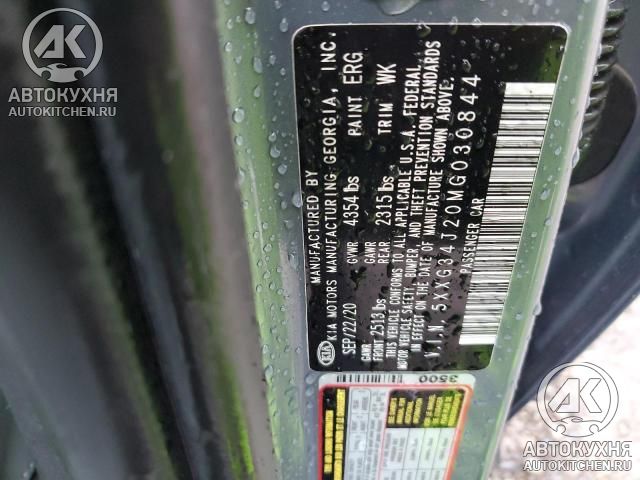 MANUFACTURED BY
KIA KIA MOTORS MANUFACTURING GEORGIA, INC.
SEP/22/20 GVWR 4354 lbs PAINT ERG
GAWR FRONT 2513 lbs GAWR REAR 2315 lbs TRIM WK
THIS VEHICLE CONFORMS TO ALL APPLICABLE U.S.A. FEDERAL
MOTOR VEHICLE SAFETY, BUMPER, AND THEFT PREVENTION STANDARDS
IN EFFECT ON THE DATE OF MANUFACTURE SHOWN ABOVE.
V.I.N. 5XXG34J20MG030844
PASSENGER CAR
3500
АК
АВТОКУХНЯ
AUTOKITCHEN.RU
АК
АВТОКУХНЯ
AUTOKITCHEN.RU